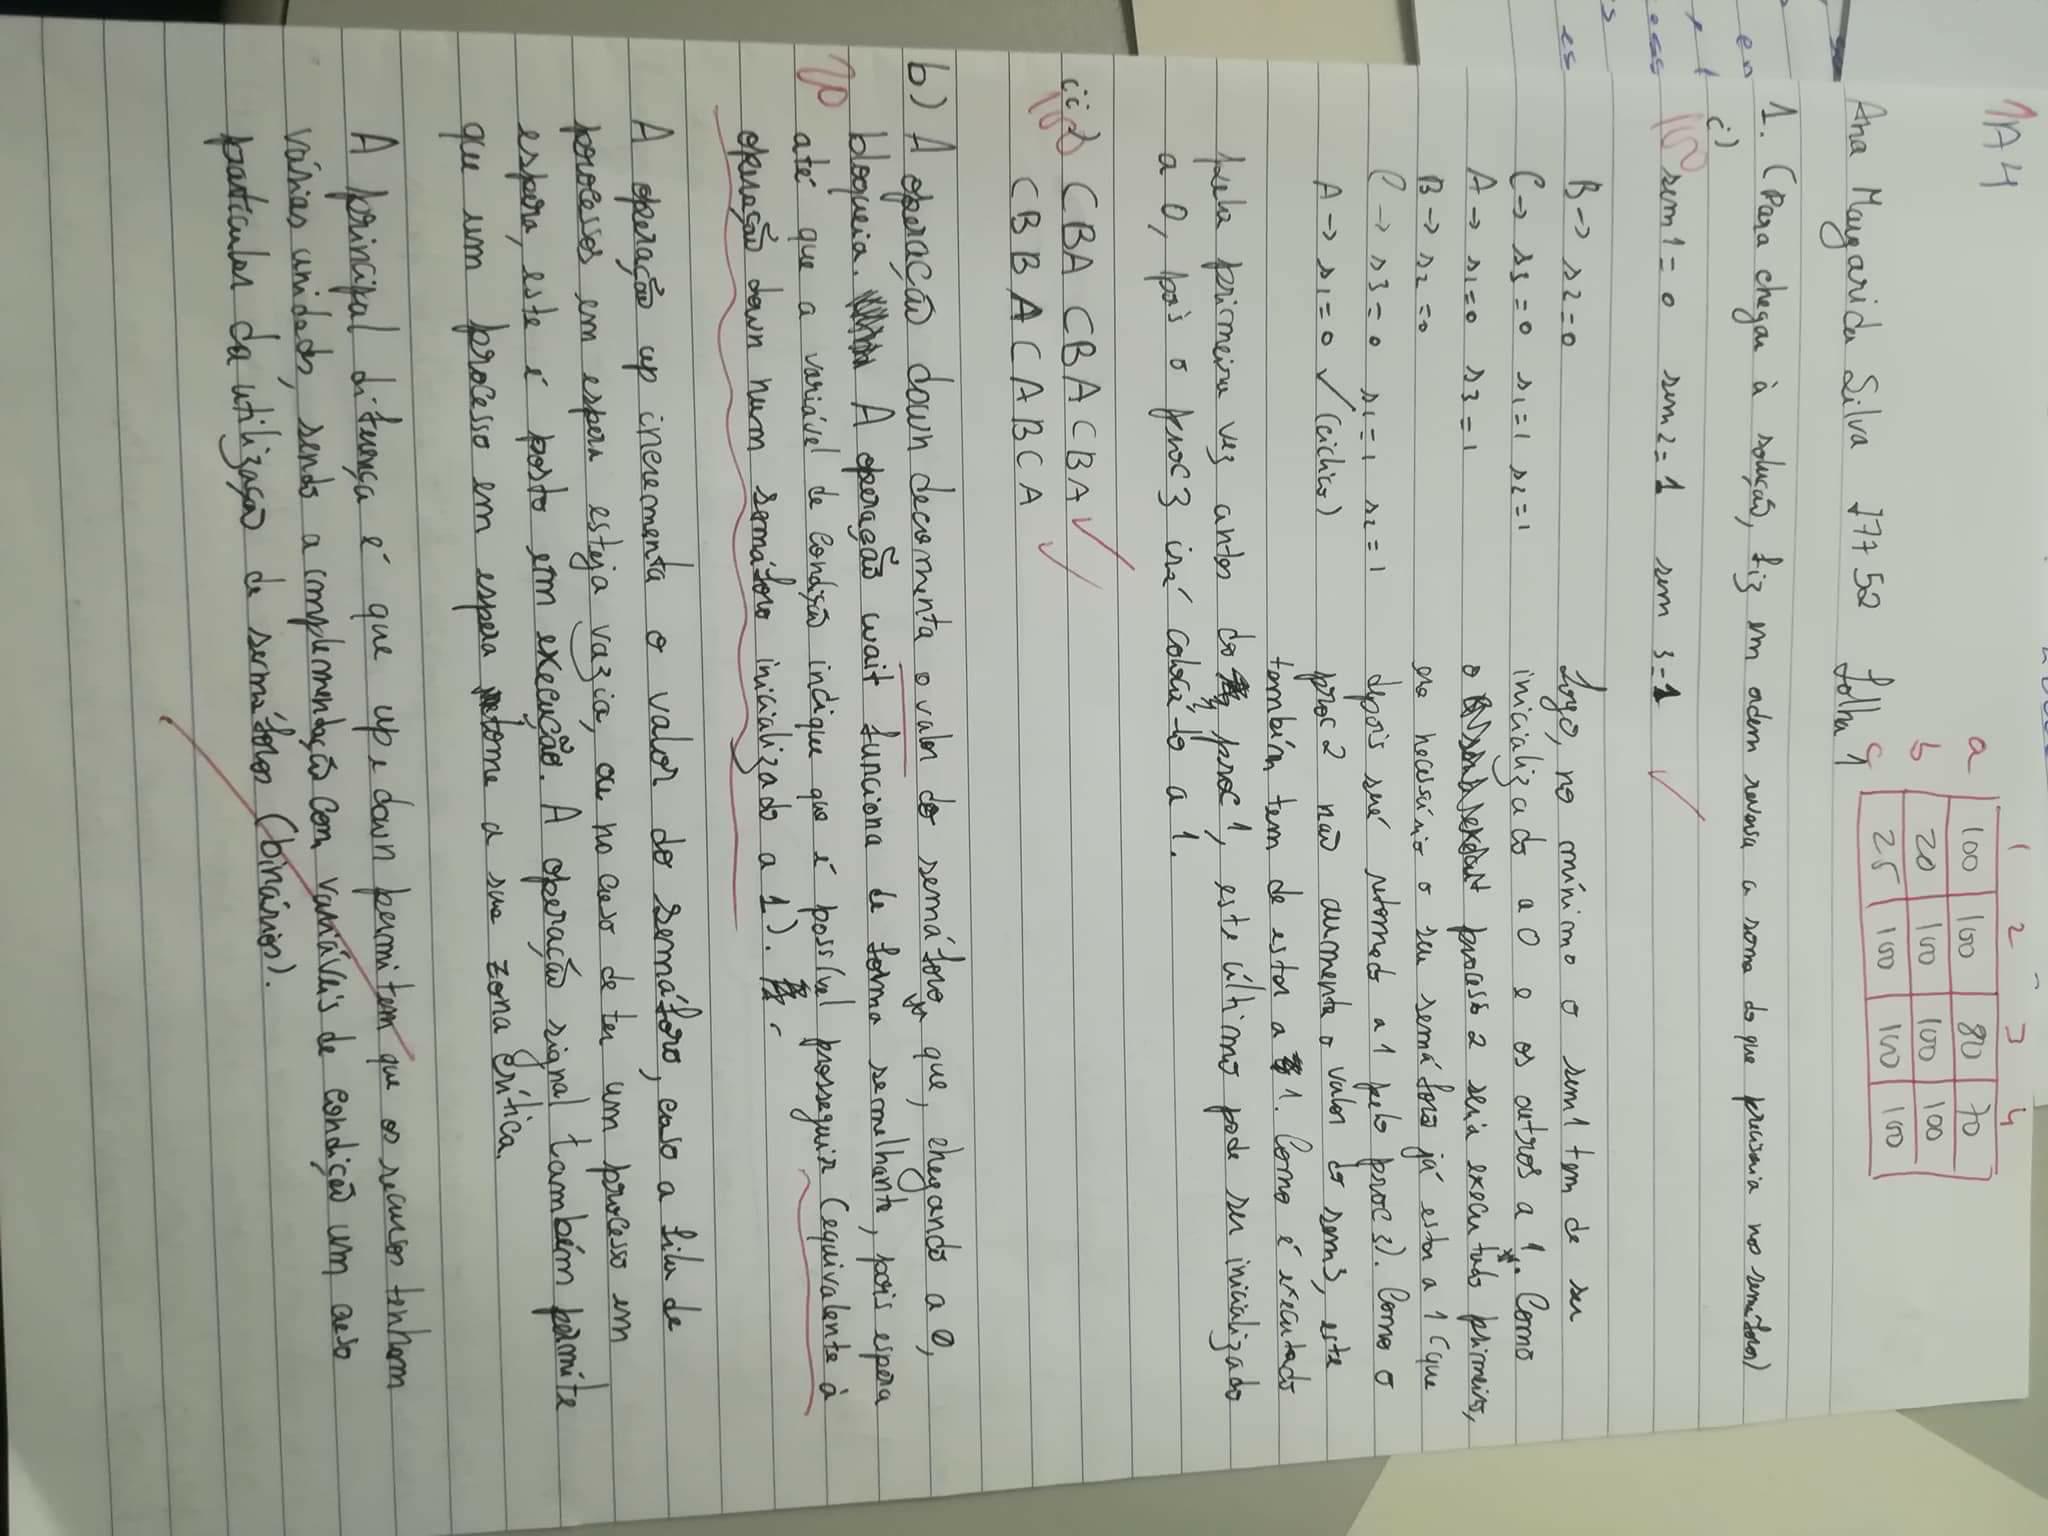 1A4
1 2 3 4
a 100 100 80 70
b 20 100 100 100
c 25 100 100 100
Ana Margarida Silva J7752 Folha 1
1. (Para chegar à solução, fiz em ordem reversa a soma do que precisaria nos semáforos)
i)
100 sem1 = 0 sem2 = 1 sem 3 = 1 ✓
B -> s2 = 0
C -> s3 = 0 s1 = 1 s2 = 1
A -> s1 = 0 s3 = 1
B -> s2 = 0
C -> s3 = 0 s1 = 1 s2 = 1
A -> s1 = 0 ✓ (ciclico)
Logo, no mínimo o sem1 tem de ser
inicializado a 0 e os outros a 1. Como
o processo 2 seria executado primeiro,
era necessário o seu semáforo já estar a 1 (que
depois será retomado a 1 pelo proc 3). Como o
proc 2 não aumenta o valor do sem3, este
também tem de estar a 1. Como é executado
pela primeira vez antes do proc 1, este último pode ser inicializado
a 0, pois o proc 3 irá colocá-lo a 1.
ii) 100 CBA CBA CBA ✓
CBBACABCA ✓
b) A operação down decrementa o valor do semáforo que, chegando a 0,
bloqueia. A operação wait funciona de forma semelhante, pois espera
20 até que a variável de condição indique que é possível prosseguir (equivalente à
operação down num semáforo inicializado a 1).
A operação up incrementa o valor do semáforo, caso a fila de
processos em espera esteja vazia, ou no caso de ter um processo em
espera, este é posto em execução. A operação signal também permite
que um processo em espera retome a sua zona crítica.
A principal diferença é que up e down permitem que os recursos tenham
várias unidades, sendo a implementação com variáveis de condição um caso
particular da utilização de semáforos (binários).